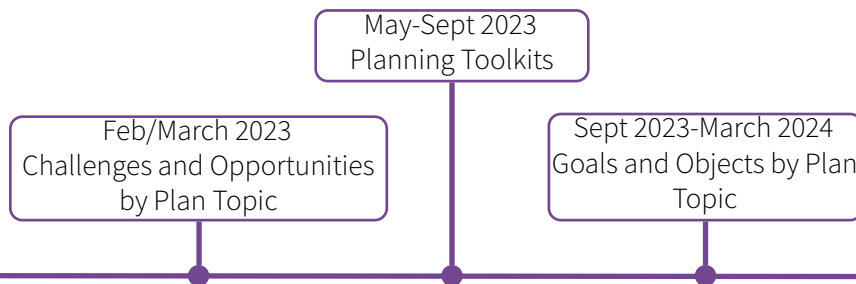 May-Sept 2023
Planning Toolkits
Feb/March 2023
Challenges and Opportunities
by Plan Topic
Sept 2023-March 2024
Goals and Objects by Plan
Topic